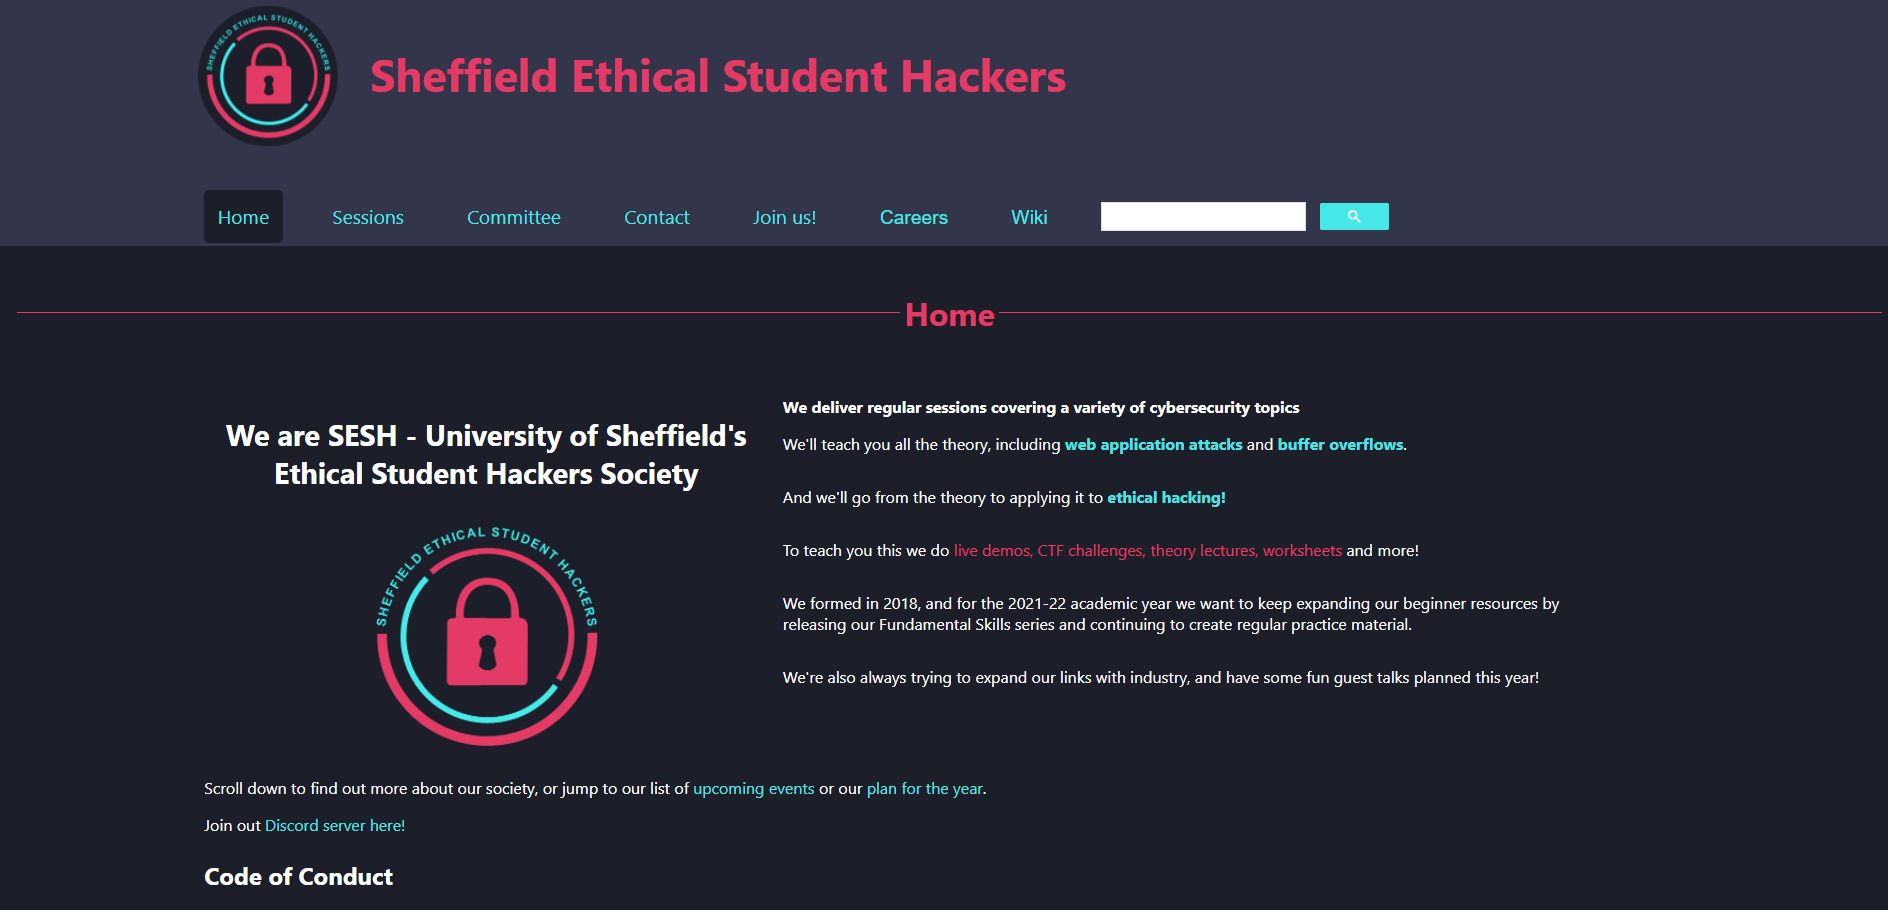 SHEFFIELD ETHICAL STUDENT HACKERS
Sheffield Ethical Student Hackers
Home Sessions Committee Contact Join us! Careers Wiki
Home
We are SESH - University of Sheffield's
Ethical Student Hackers Society
SHEFFIELD ETHICAL STUDENT HACKERS
We deliver regular sessions covering a variety of cybersecurity topics
We'll teach you all the theory, including web application attacks and buffer overflows.
And we'll go from the theory to applying it to ethical hacking!
To teach you this we do live demos, CTF challenges, theory lectures, worksheets and more!
We formed in 2018, and for the 2021-22 academic year we want to keep expanding our beginner resources by
releasing our Fundamental Skills series and continuing to create regular practice material.
We're also always trying to expand our links with industry, and have some fun guest talks planned this year!
Scroll down to find out more about our society, or jump to our list of upcoming events or our plan for the year.
Join out Discord server here!
Code of Conduct